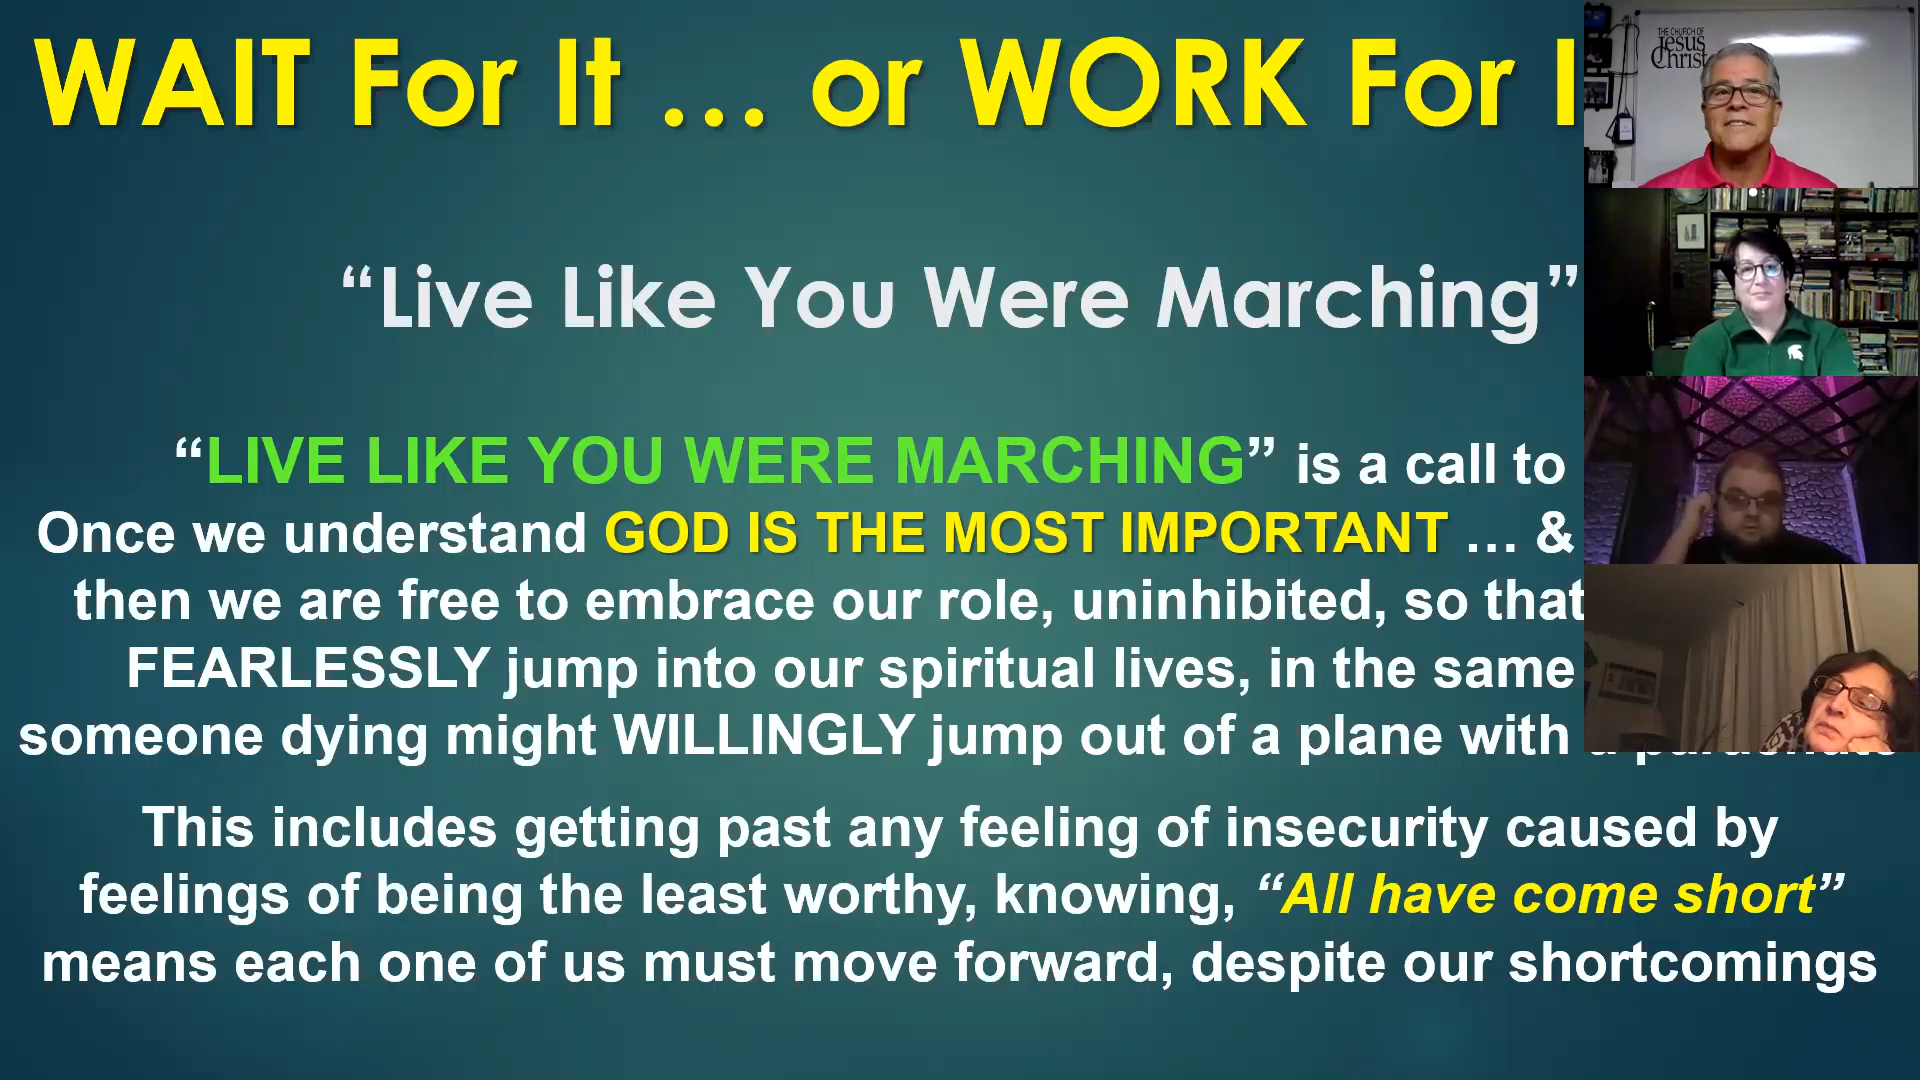 WAIT For It … or WORK For I
THE CHURCH OF
Jesus
Christ
“Live Like You Were Marching”
“LIVE LIKE YOU WERE MARCHING” is a call to
Once we understand GOD IS THE MOST IMPORTANT … &
then we are free to embrace our role, uninhibited, so that
FEARLESSLY jump into our spiritual lives, in the same
someone dying might WILLINGLY jump out of a plane with
This includes getting past any feeling of insecurity caused by
feelings of being the least worthy, knowing, “All have come short”
means each one of us must move forward, despite our shortcomings